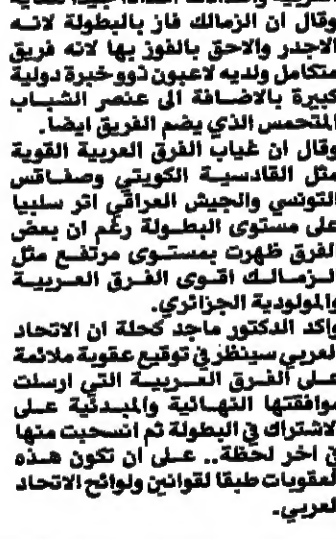 وقال ان الزمالك فاز بالبطولة لانه
الاجدر والاحق بالفوز بها لانه فريق
متكامل ولديه لاعبون ذوو خبرة دولية
كبيرة بالاضافة الى عنصر الشباب
المتحمس الذي يضم الفريق ايضا.
وقال ان غياب الفرق العربية القوية
مثل القادسية الكويتي وصفاقس
التونسي والجيش العراقي اثر سلبيا
على مستوى البطولة رغم ان بعض
الفرق ظهرت بمستوى مرتفع مثل
لزمالك اقوى الفرق العربية
والمولودية الجزائري.
واكد الدكتور ماجد كحلة ان الاتحاد
لعربي سينظر في توقيع عقوبة ملائمة
على الفرق العربية التي ارسلت
موافقتها النهائية والمبدئية على
لاشتراك في البطولة ثم انسحبت منها
في اخر لحظة.. على ان تكون هذه
لعقوبات طبقا لقوانين ولوائح الاتحاد
لعربي.